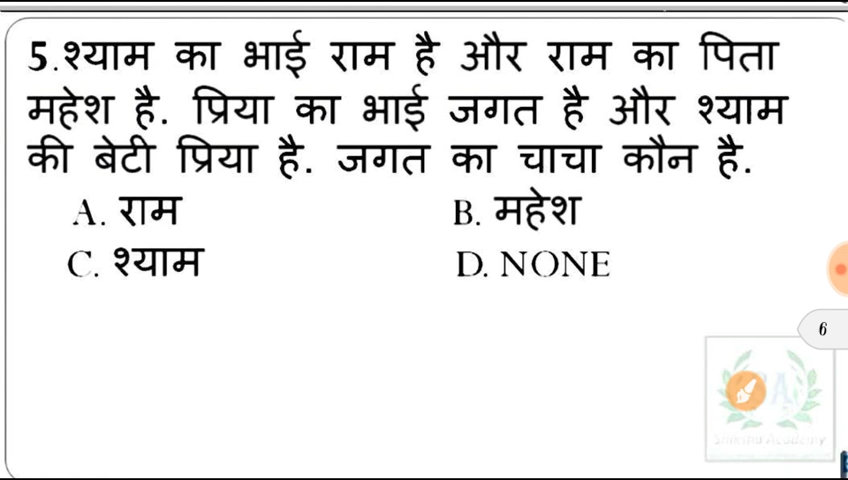 5.श्याम का भाई राम है और राम का पिता
महेश है. प्रिया का भाई जगत है और श्याम
की बेटी प्रिया है. जगत का चाचा कौन है.
A. राम B. महेश
C. श्याम D. NONE
6